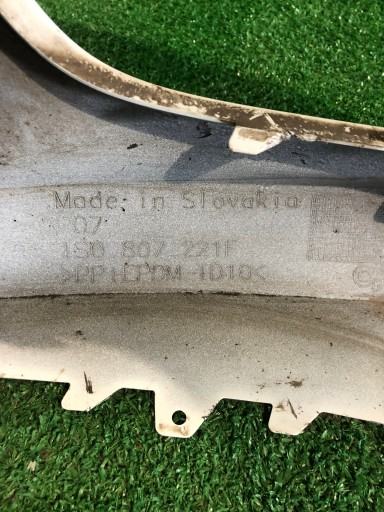 Made in Slovakia
07
1S0 807 221F
>PP+EPDM-TD10<
©